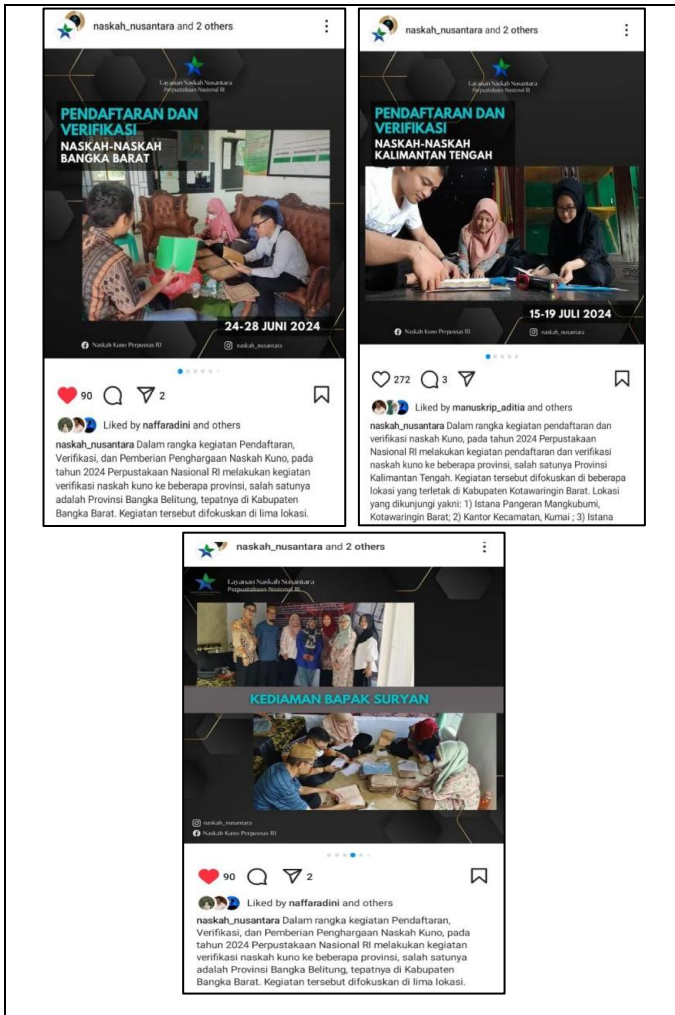 naskah_nusantara and 2 others
Layanan Naskah Nusantara
Perpustakaan Nasional RI
PENDAFTARAN DAN
VERIFIKASI
NASKAH-NASKAH
BANGKA BARAT
24-28 JUNI 2024
Naskah Kuno Perpusnas RI
naskah_nusantara
90
2
Liked by naffaradini and others
naskah_nusantara Dalam rangka kegiatan Pendaftaran,
Verifikasi, dan Pemberian Penghargaan Naskah Kuno, pada
tahun 2024 Perpustakaan Nasional RI melakukan kegiatan
verifikasi naskah kuno ke beberapa provinsi, salah satunya
adalah Provinsi Bangka Belitung, tepatnya di Kabupaten
Bangka Barat. Kegiatan tersebut difokuskan di lima lokasi.
naskah_nusantara and 2 others
Layanan Naskah Nusantara
Perpustakaan Nasional RI
PENDAFTARAN DAN
VERIFIKASI
NASKAH-NASKAH
KALIMANTAN TENGAH
15-19 JULI 2024
Naskah Kuno Perpusnas RI
naskah_nusantara
272
3
Liked by manuskrip_aditia and others
naskah_nusantara Dalam rangka kegiatan pendaftaran dan
verifikasi naskah kuno, pada tahun 2024 Perpustakaan
Nasional RI melakukan kegiatan pendaftaran dan verifikasi
naskah kuno ke beberapa provinsi, salah satunya Provinsi
Kalimantan Tengah. Kegiatan tersebut difokuskan di beberapa
lokasi yang terletak di Kabupaten Kotawaringin Barat. Lokasi
yang dikunjungi yakni: 1) Istana Pangeran Mangkubumi,
Kotawaringin Barat; 2) Kantor Kecamatan, Kumai ; 3) Istana
naskah_nusantara and 2 others
Layanan Naskah Nusantara
Perpustakaan Nasional RI
KEDIAMAN BAPAK SURYAN
naskah_nusantara
Naskah Kuno Perpusnas RI
90
2
Liked by naffaradini and others
naskah_nusantara Dalam rangka kegiatan Pendaftaran,
Verifikasi, dan Pemberian Penghargaan Naskah Kuno, pada
tahun 2024 Perpustakaan Nasional RI melakukan kegiatan
verifikasi naskah kuno ke beberapa provinsi, salah satunya
adalah Provinsi Bangka Belitung, tepatnya di Kabupaten
Bangka Barat. Kegiatan tersebut difokuskan di lima lokasi.